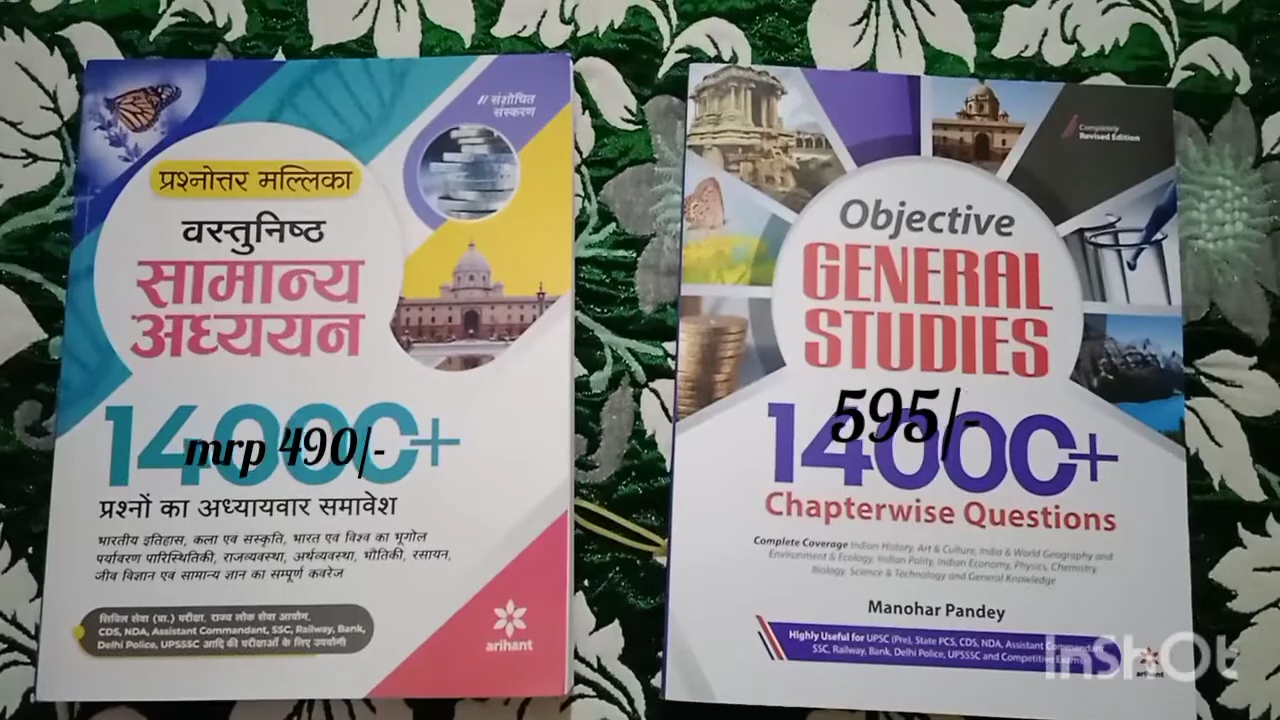 // संशोधित
संस्करण
प्रश्नोत्तर मल्लिका
वस्तुनिष्ठ
सामान्य
अध्ययन
14000+
mrp 490/-
प्रश्नों का अध्यायवार समावेश
भारतीय इतिहास, कला एवं संस्कृति, भारत एवं विश्व का भूगोल
पर्यावरण पारिस्थितिकी, राजव्यवस्था, अर्थव्यवस्था, भौतिकी, रसायन,
जीव विज्ञान एवं सामान्य ज्ञान का सम्पूर्ण कवरेज
सिविल सेवा (प्रा.) परीक्षा, राज्य लोक सेवा आयोग,
CDS, NDA, Assistant Commandant, SSC, Railway, Bank,
Delhi Police, UPSSSC आदि की परीक्षाओं के लिए उपयोगी
arihant
Completely
Revised Edition
Objective
GENERAL
STUDIES
595/-
14000+
Chapterwise Questions
Complete Coverage Indian History, Art & Culture, India & World Geography and
Environment & Ecology, Indian Polity, Indian Economy, Physics, Chemistry,
Biology, Science & Technology and General Knowledge
Manohar Pandey
Highly Useful for UPSC (Pre), State PCS, CDS, NDA, Assistant Commandant,
SSC, Railway, Bank, Delhi Police, UPSSSC and Competitive Exams
arihant
InShOt